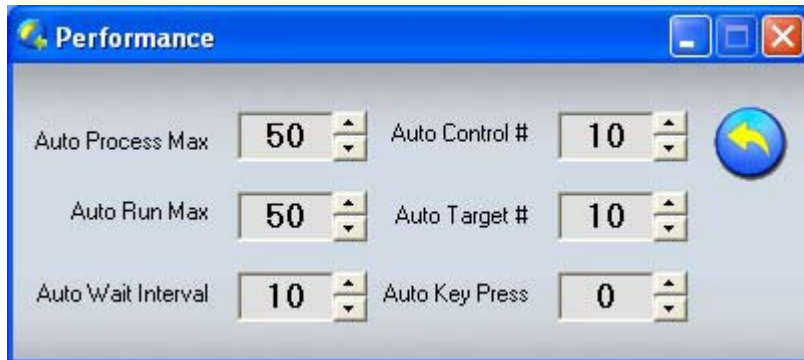 Performance
Auto Process Max 50 Auto Control # 10
Auto Run Max 50 Auto Target # 10
Auto Wait Interval 10 Auto Key Press 0